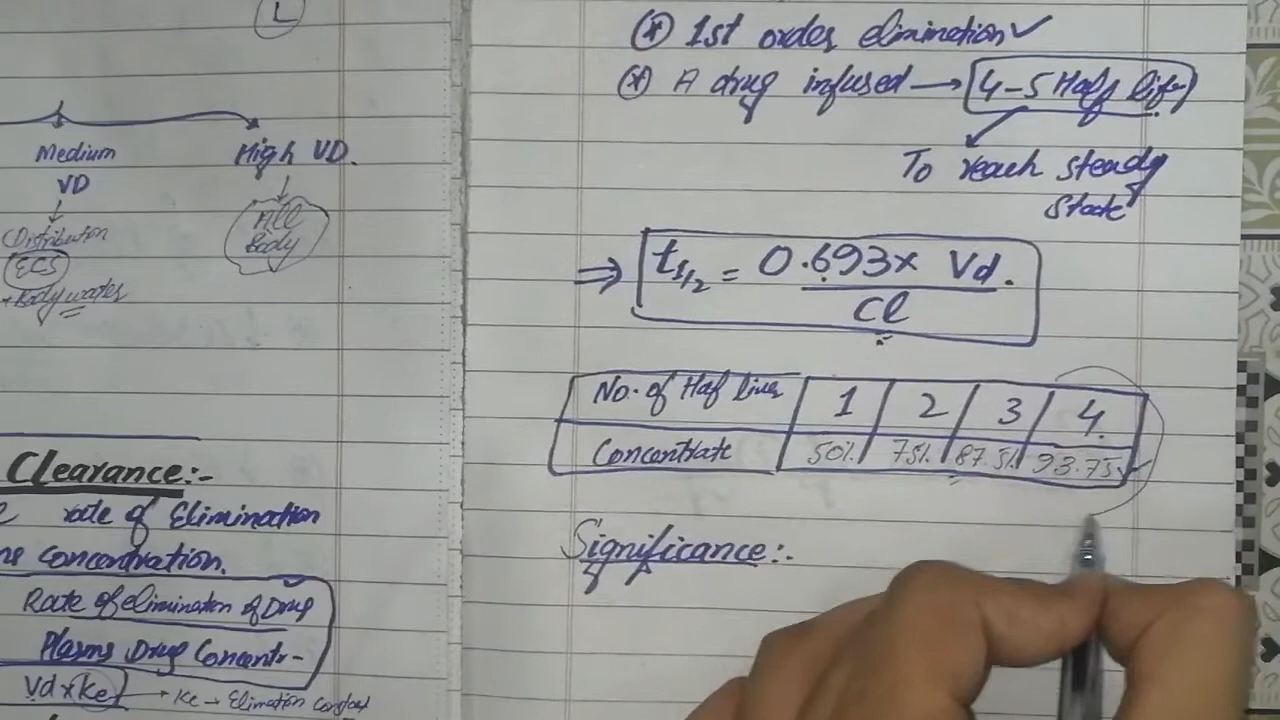 L
Medium
VD
Distribution
ECS
+ Body water
High VD.
All
Body
Clearance:-
rate of Elimination
Concentration.
Rate of elimination of Drug
Plasma Drug Concentr-
Vd x Ke → Ke → Elimation Constant
(*) 1st order elimination ✓
(*) A drug infused → 4-5 Half life
To reach steady
State
⇒ t1/2 = 0.693 x Vd.
Cl
No. of Half lives 1 2 3 4.
Concentrate 50% 75% 87.5% 93.75 ✓
Significance:-